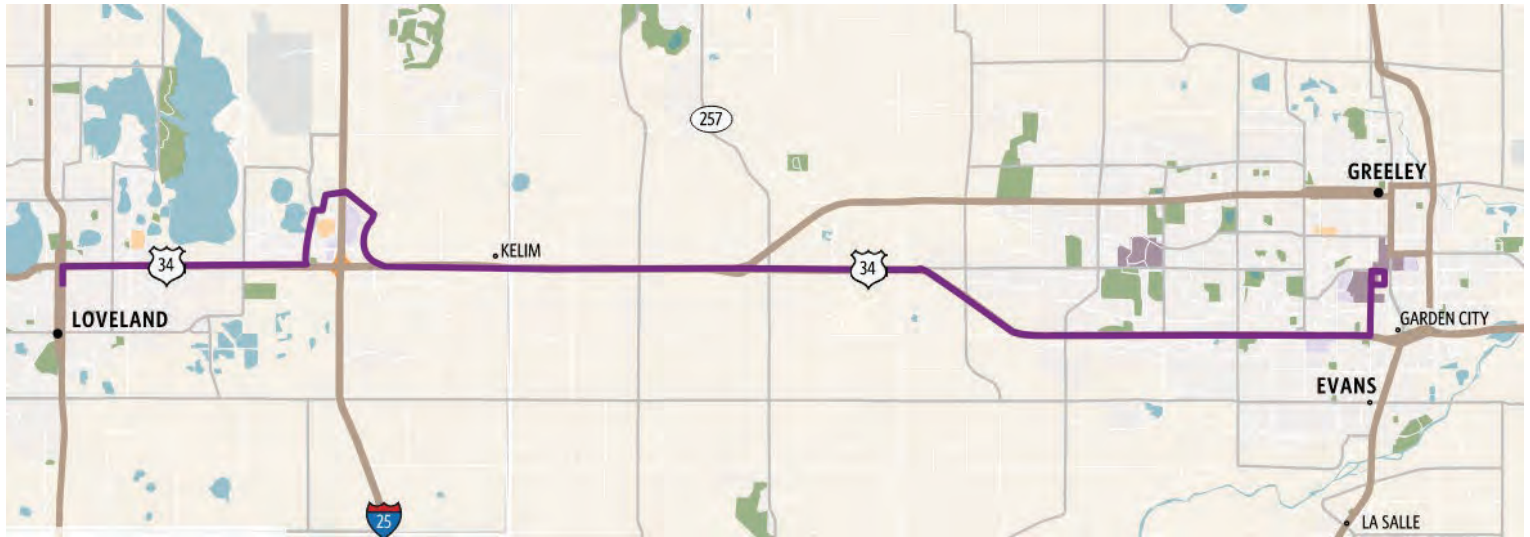 257
GREELEY
KELIM
34
34
LOVELAND
GARDEN CITY
EVANS
25
LA SALLE